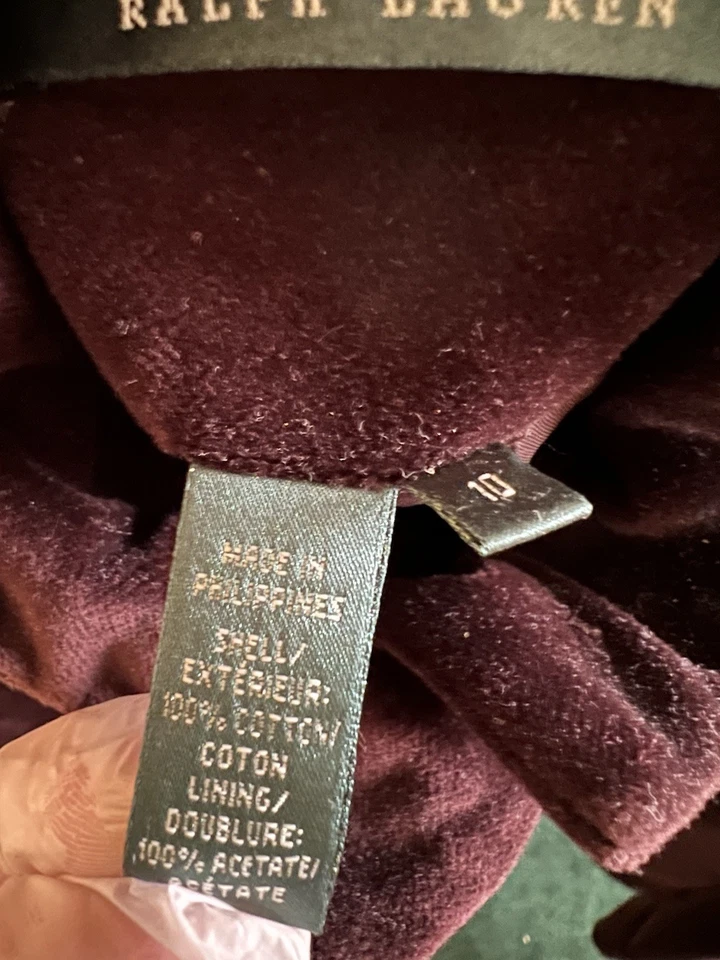 RALPH LAUREN
10
MADE IN
PHILIPPINES
SHELL/
EXTÉRIEUR:
100% COTTON/
COTON
LINING/
DOUBLURE:
100% ACETATE/
ACÉTATE